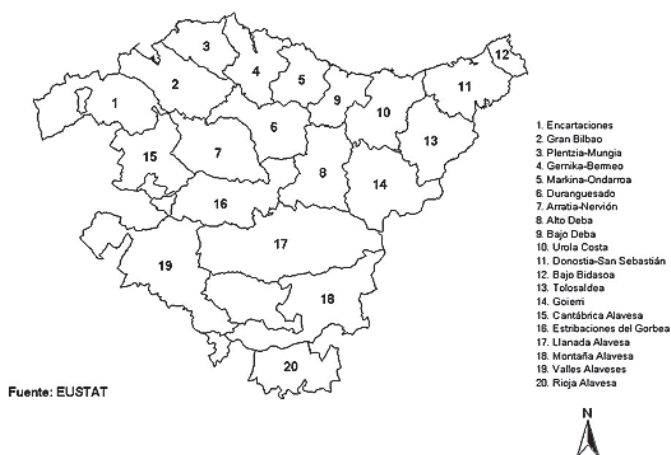 12
3
4
5
11
2
9
1
10
6
13
15
7
8
14
16
17
19
18
20
1. Encartaciones
2. Gran Bilbao
3. Plentzia-Mungia
4. Gernika-Bermeo
5. Markina-Ondarroa
6. Duranguesado
7. Arratia-Nervión
8. Alto Deba
9. Bajo Deba
10. Urola Costa
11. Donostia-San Sebastián
12. Bajo Bidasoa
13. Tolosaldea
14. Goierri
15. Cantábrica Alavesa
16. Estribaciones del Gorbea
17. Llanada Alavesa
18. Montaña Alavesa
19. Valles Alaveses
20. Rioja Alavesa
Fuente: EUSTAT
N